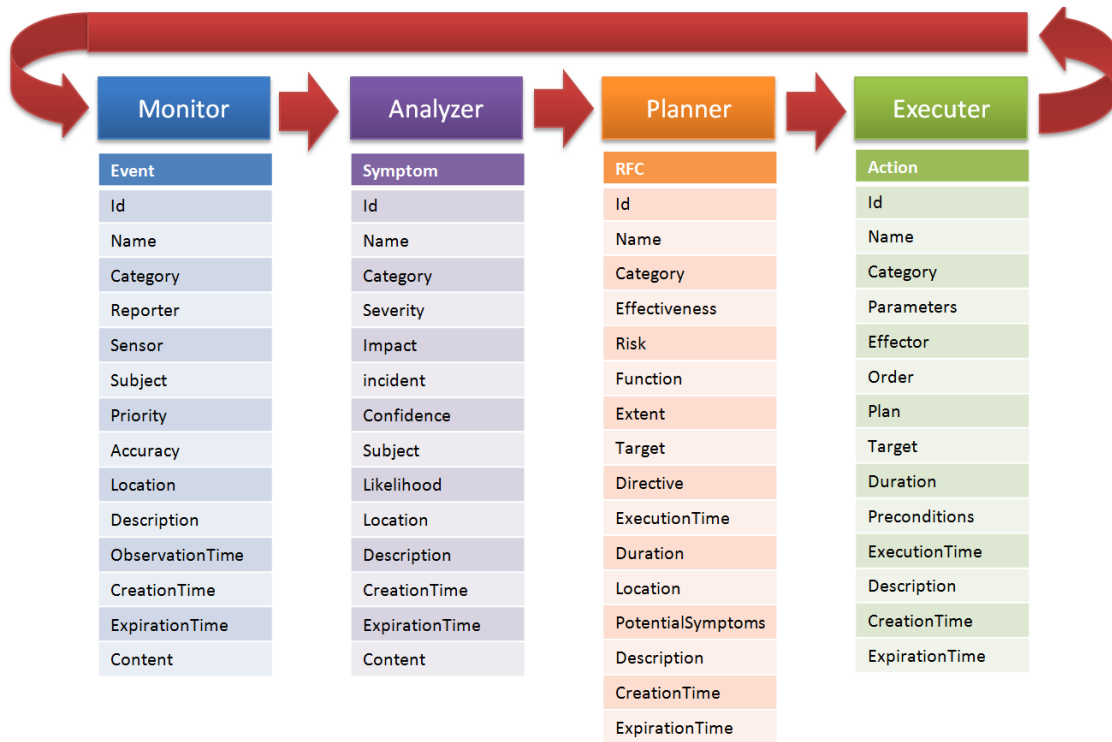 Monitor
Analyzer
Planner
Executer
Event
Id
Name
Category
Reporter
Sensor
Subject
Priority
Accuracy
Location
Description
ObservationTime
CreationTime
ExpirationTime
Content
Symptom
Id
Name
Category
Severity
Impact
incident
Confidence
Subject
Likelihood
Location
Description
CreationTime
ExpirationTime
Content
RFC
Id
Name
Category
Effectiveness
Risk
Function
Extent
Target
Directive
ExecutionTime
Duration
Location
PotentialSymptoms
Description
CreationTime
ExpirationTime
Action
Id
Name
Category
Parameters
Effector
Order
Plan
Target
Duration
Preconditions
ExecutionTime
Description
CreationTime
ExpirationTime